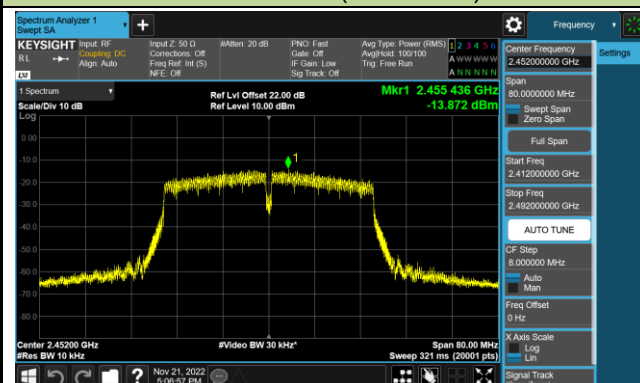 Spectrum Analyzer 1
Swept SA
Frequency
KEYSIGHT
Input: RF
Coupling: DC
Align: Auto
Input Z: 50 Ω
Corrections: Off
Freq Ref: Int (S)
NFE: Off
#Atten: 20 dB
PNO: Fast
Gate: Off
IF Gain: Low
Sig Track: Off
Avg Type: Power (RMS)
Avg|Hold: 100/100
Trig: Free Run
1 2 3 4 5 6
A W W W W W
A N N N N N
RL
LXI
Center Frequency
2.452000000 GHz
Settings
Span
80.0000000 MHz
Swept Span
Zero Span
Full Span
Start Freq
2.412000000 GHz
Stop Freq
2.492000000 GHz
AUTO TUNE
CF Step
8.000000 MHz
Auto
Man
Freq Offset
0 Hz
X Axis Scale
Log
Lin
Signal Track
1 Spectrum
Scale/Div 10 dB
Log
Ref Lvl Offset 22.00 dB
Ref Level 10.00 dBm
Mkr1 2.455 436 GHz
-13.872 dBm
1
0.00
-10.0
-20.0
-30.0
-40.0
-50.0
-60.0
-70.0
-80.0
Center 2.45200 GHz
#Res BW 10 kHz
#Video BW 30 kHz*
Span 80.00 MHz
Sweep 321 ms (20001 pts)
Nov 21, 2022
5:06:57 PM